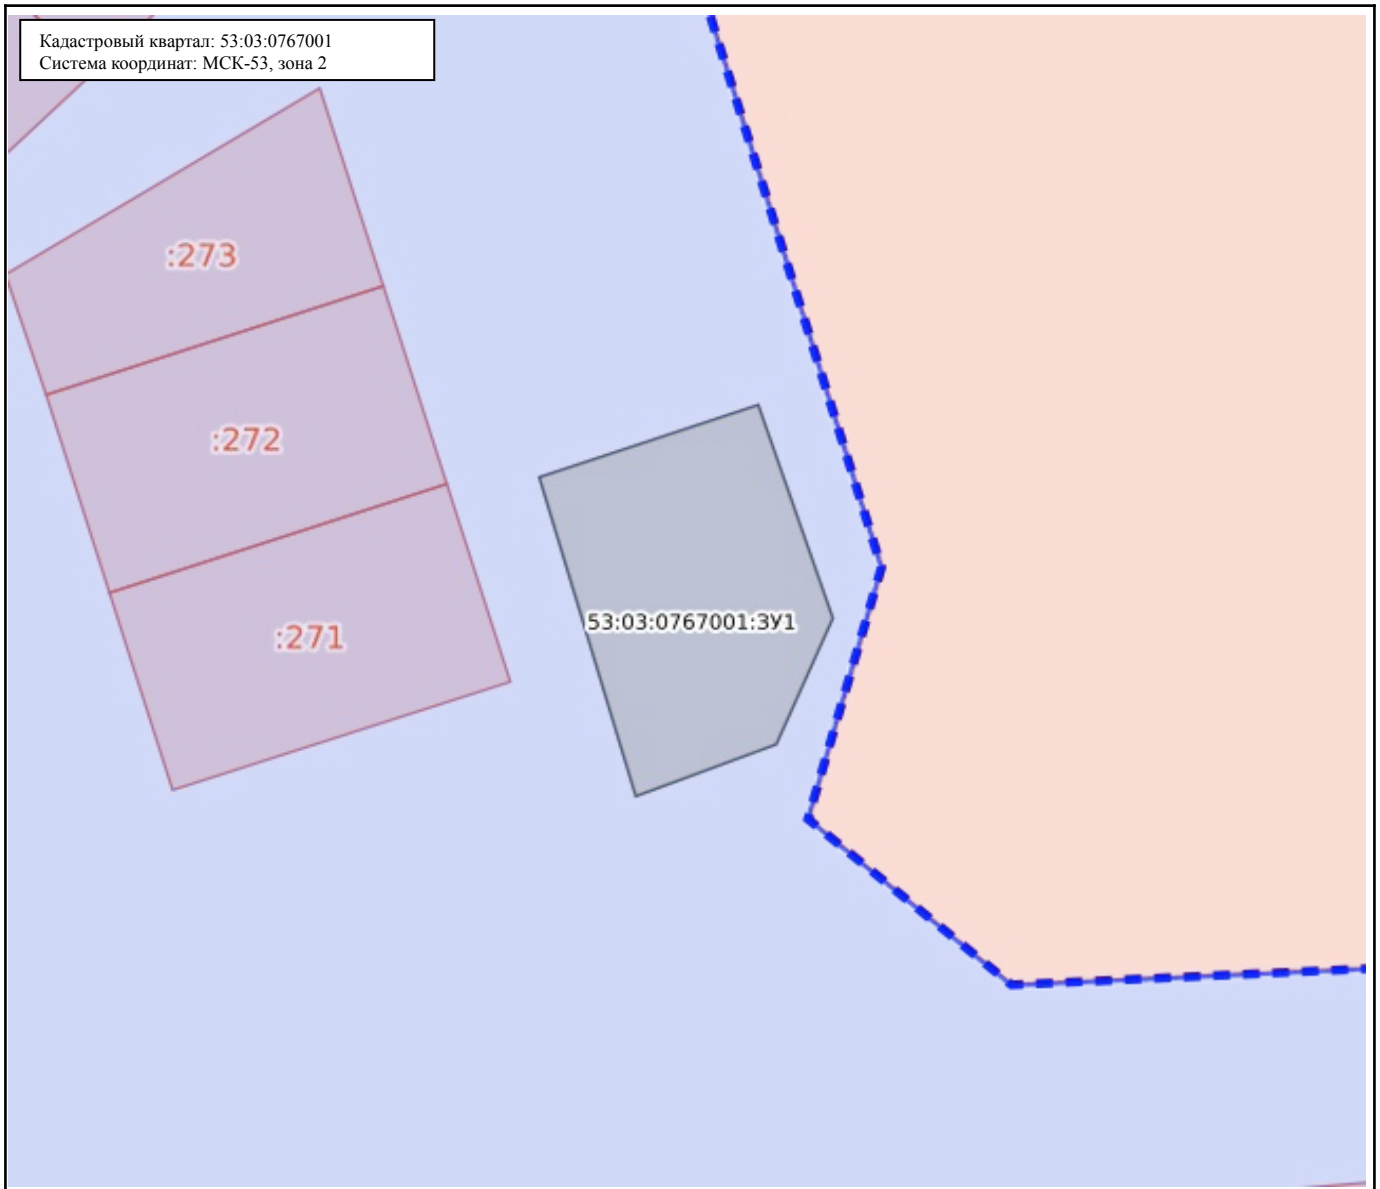 Кадастровый квартал: 53:03:0767001
Система координат: МСК-53, зона 2
:273
:272
:271
53:03:0767001:ЗУ1